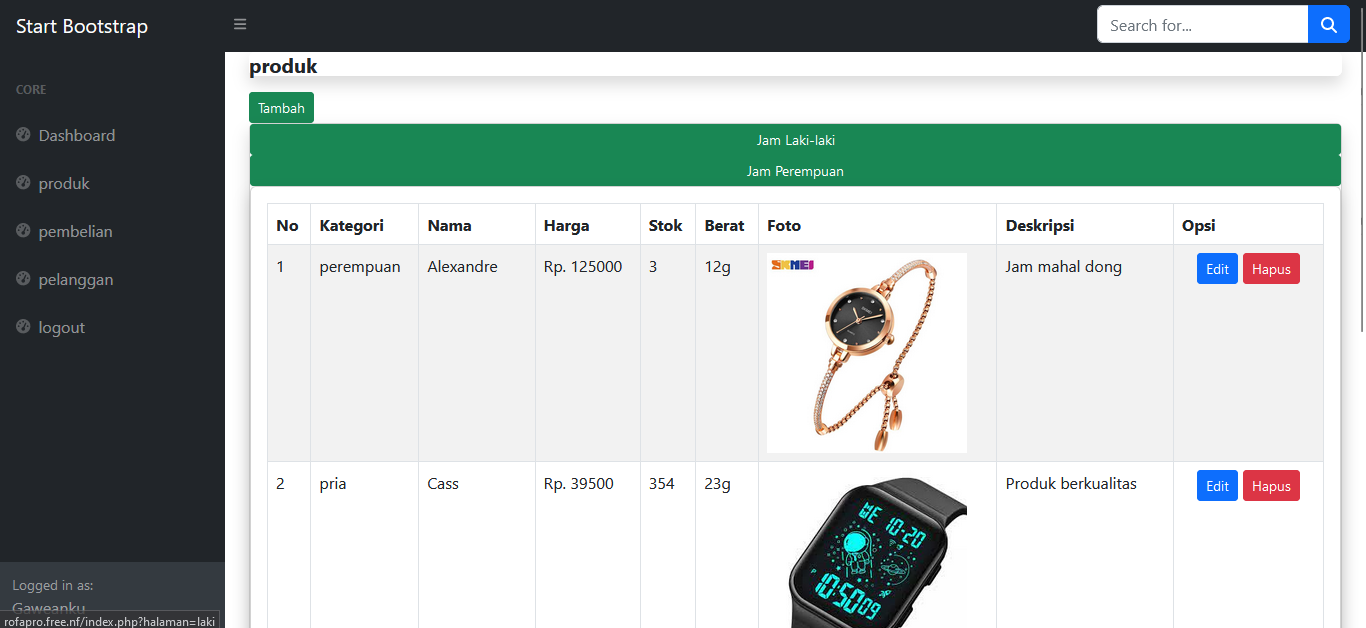 Start Bootstrap
Search for...
CORE
Dashboard
produk
pembelian
pelanggan
logout
Logged in as:
Gaweanku
rofapro.free.nf/index.php?halaman=laki
produk
Tambah
Jam Laki-laki
Jam Perempuan
No Kategori Nama Harga Stok Berat Foto Deskripsi Opsi
1 perempuan Alexandre Rp. 125000 3 12g SKMEI Jam mahal dong Edit Hapus
2 pria Cass Rp. 39500 354 23g Produk berkualitas Edit Hapus
WE 10-20
P 10:50 09